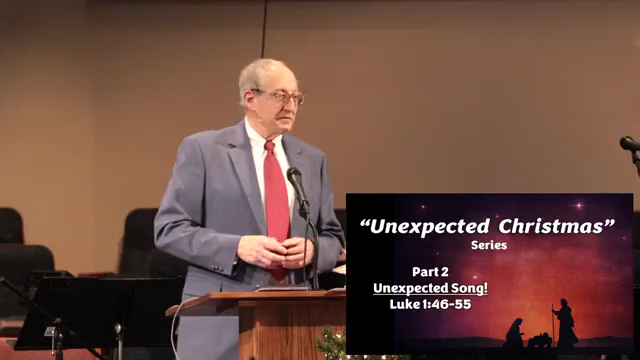 “Unexpected Christmas”
Series
Part 2
Unexpected Song!
Luke 1:46-55